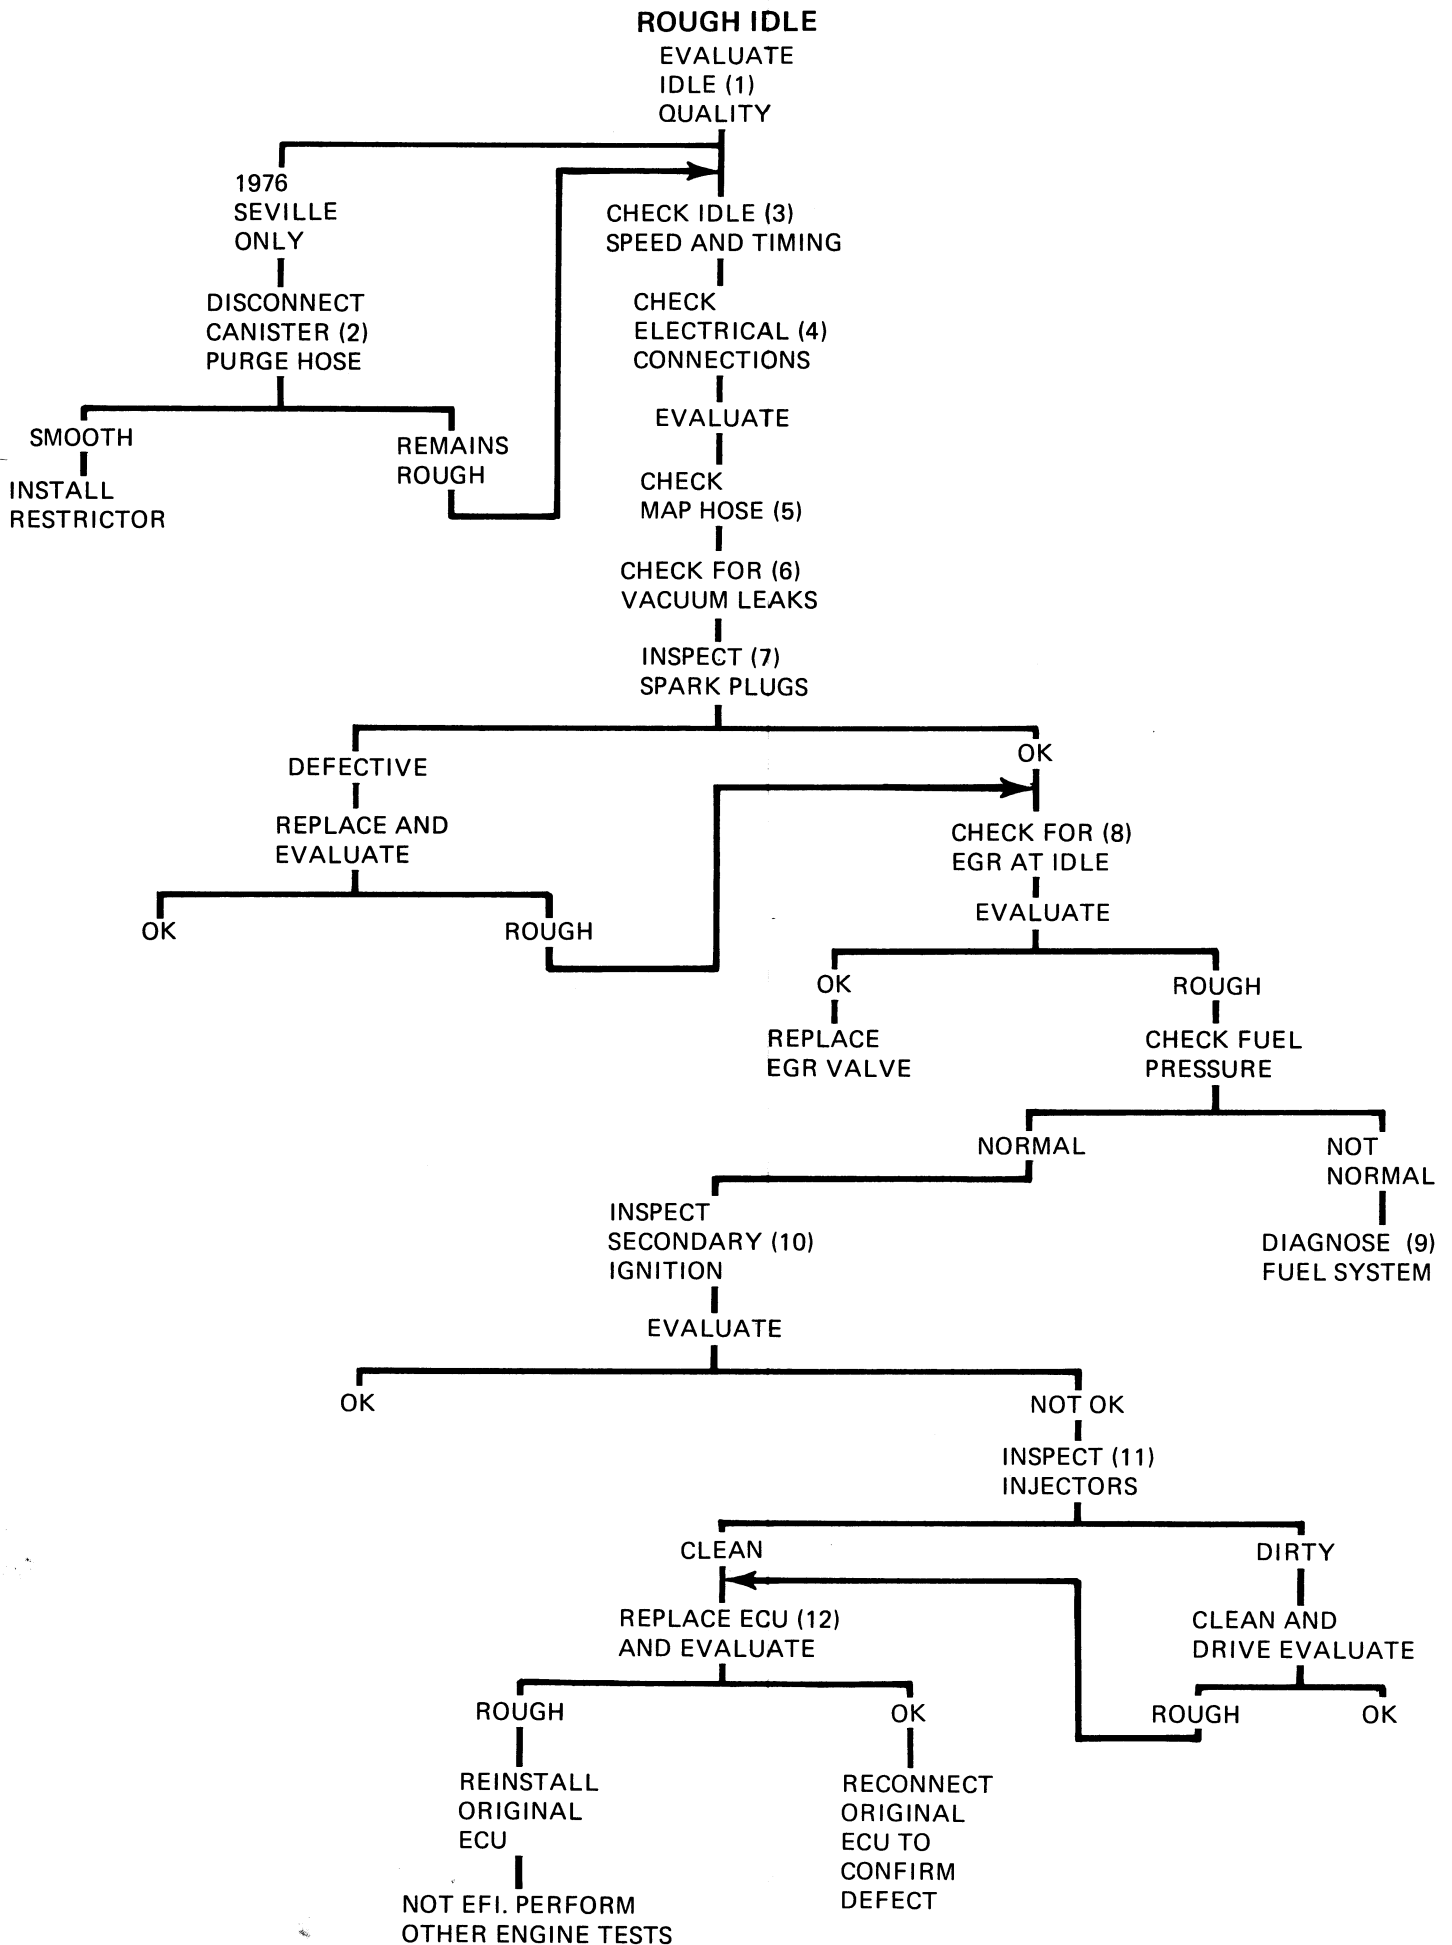 ROUGH IDLE
EVALUATE
IDLE (1)
QUALITY
1976
SEVILLE
ONLY
DISCONNECT
CANISTER (2)
PURGE HOSE
SMOOTH
INSTALL
RESTRICTOR
REMAINS
ROUGH
CHECK IDLE (3)
SPEED AND TIMING
CHECK
ELECTRICAL (4)
CONNECTIONS
EVALUATE
CHECK
MAP HOSE (5)
CHECK FOR (6)
VACUUM LEAKS
INSPECT (7)
SPARK PLUGS
DEFECTIVE
REPLACE AND
EVALUATE
OK
ROUGH
OK
CHECK FOR (8)
EGR AT IDLE
EVALUATE
OK
REPLACE
EGR VALVE
ROUGH
CHECK FUEL
PRESSURE
NORMAL
NOT
NORMAL
DIAGNOSE (9)
FUEL SYSTEM
INSPECT
SECONDARY (10)
IGNITION
EVALUATE
OK
NOT OK
INSPECT (11)
INJECTORS
CLEAN
DIRTY
REPLACE ECU (12)
AND EVALUATE
CLEAN AND
DRIVE EVALUATE
ROUGH
OK
ROUGH
OK
REINSTALL
ORIGINAL
ECU
NOT EFI. PERFORM
OTHER ENGINE TESTS
RECONNECT
ORIGINAL
ECU TO
CONFIRM
DEFECT